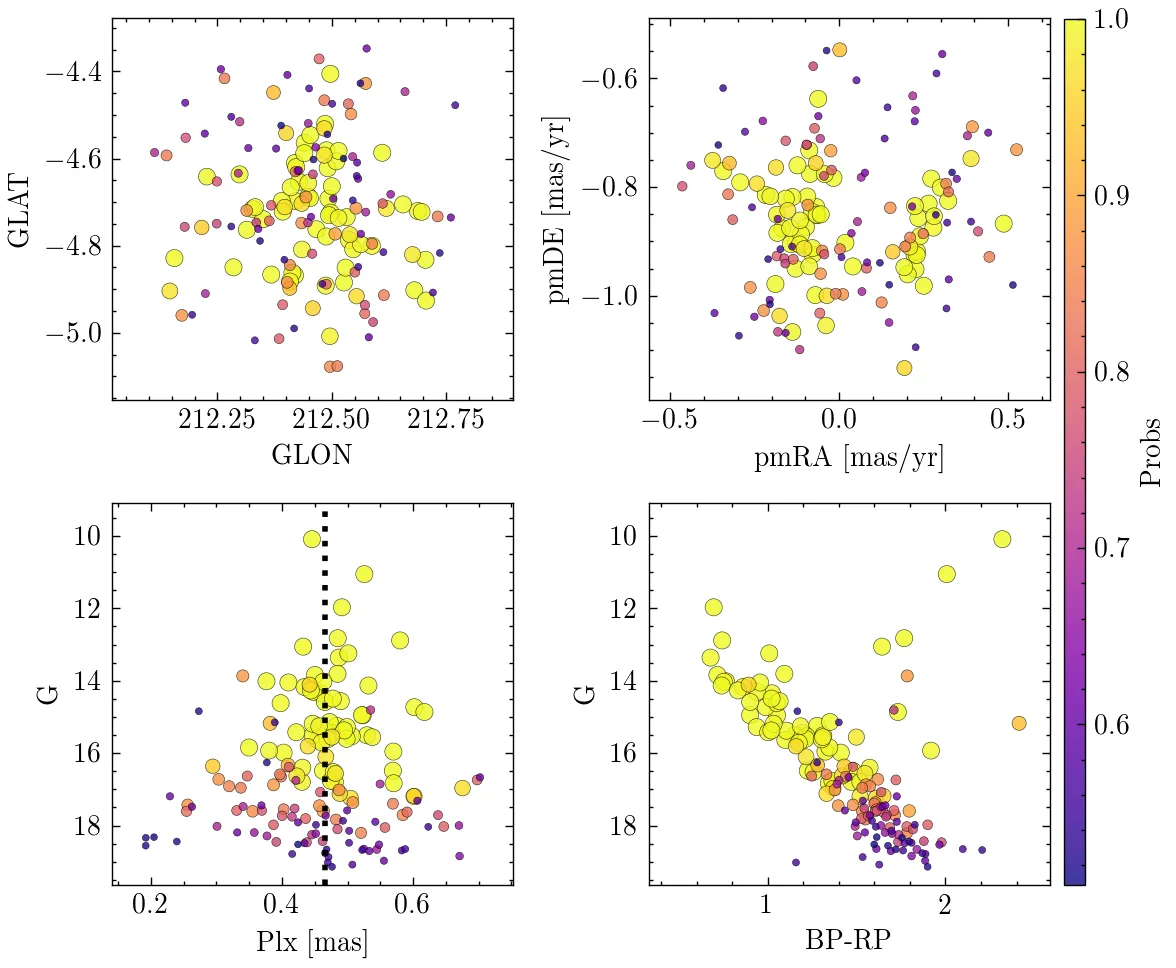 −4.4
−4.6
−4.8
−5.0
GLAT
212.25 212.50 212.75
GLON
−0.6
−0.8
−1.0
pmDE [mas/yr]
−0.5 0.0 0.5
pmRA [mas/yr]
10
12
14
16
18
G
0.2 0.4 0.6
Plx [mas]
10
12
14
16
18
G
1 2
BP-RP
1.0
0.9
0.8
0.7
0.6
Probs